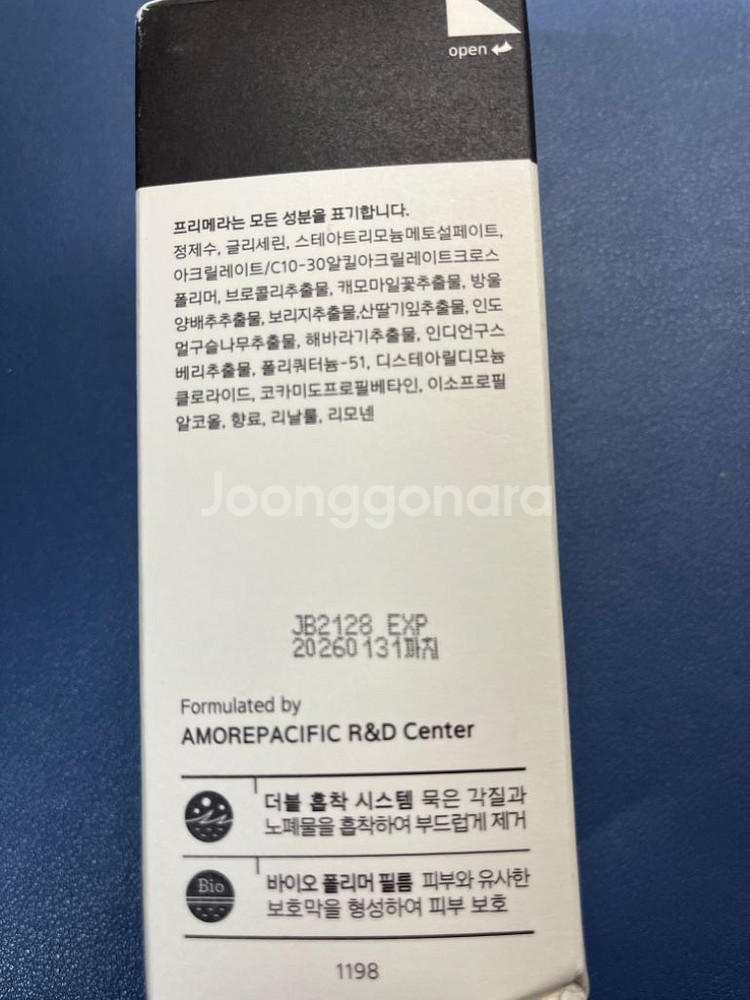 open
프리메라는 모든 성분을 표기합니다.
정제수, 글리세린, 스테아트리모늄메토설페이트,
아크릴레이트/C10-30알킬아크릴레이트크로스
폴리머, 브로콜리추출물, 캐모마일꽃추출물, 방울
양배추추출물, 보리지추출물,산딸기잎추출물, 인도
멀구슬나무추출물, 해바라기추출물, 인디언구스
베리추출물, 폴리쿼터늄-51, 디스테아릴디모늄
클로라이드, 코카미도프로필베타인, 이소프로필
알코올, 향료, 리날룰, 리모넨
Joonggonara
JB2128 EXP
20260131까지
Formulated by
AMOREPACIFIC R&D Center
더블 흡착 시스템 묵은 각질과
노폐물을 흡착하여 부드럽게 제거
Bio
바이오 폴리머 필름 피부와 유사한
보호막을 형성하여 피부 보호
1198